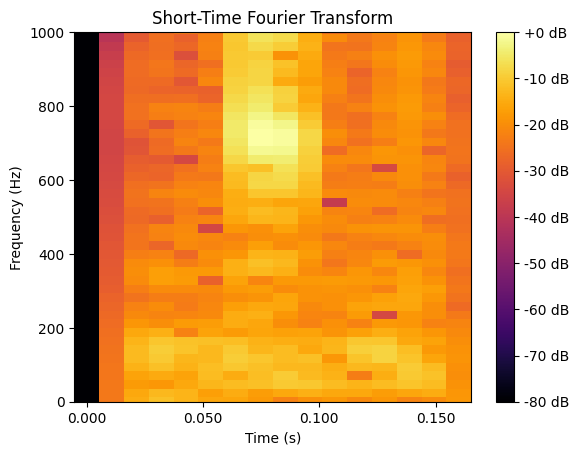 Short-Time Fourier Transform
Frequency (Hz)
1000
800
600
400
200
0
0.000
0.050
0.100
0.150
Time (s)
+0 dB
-10 dB
-20 dB
-30 dB
-40 dB
-50 dB
-60 dB
-70 dB
-80 dB